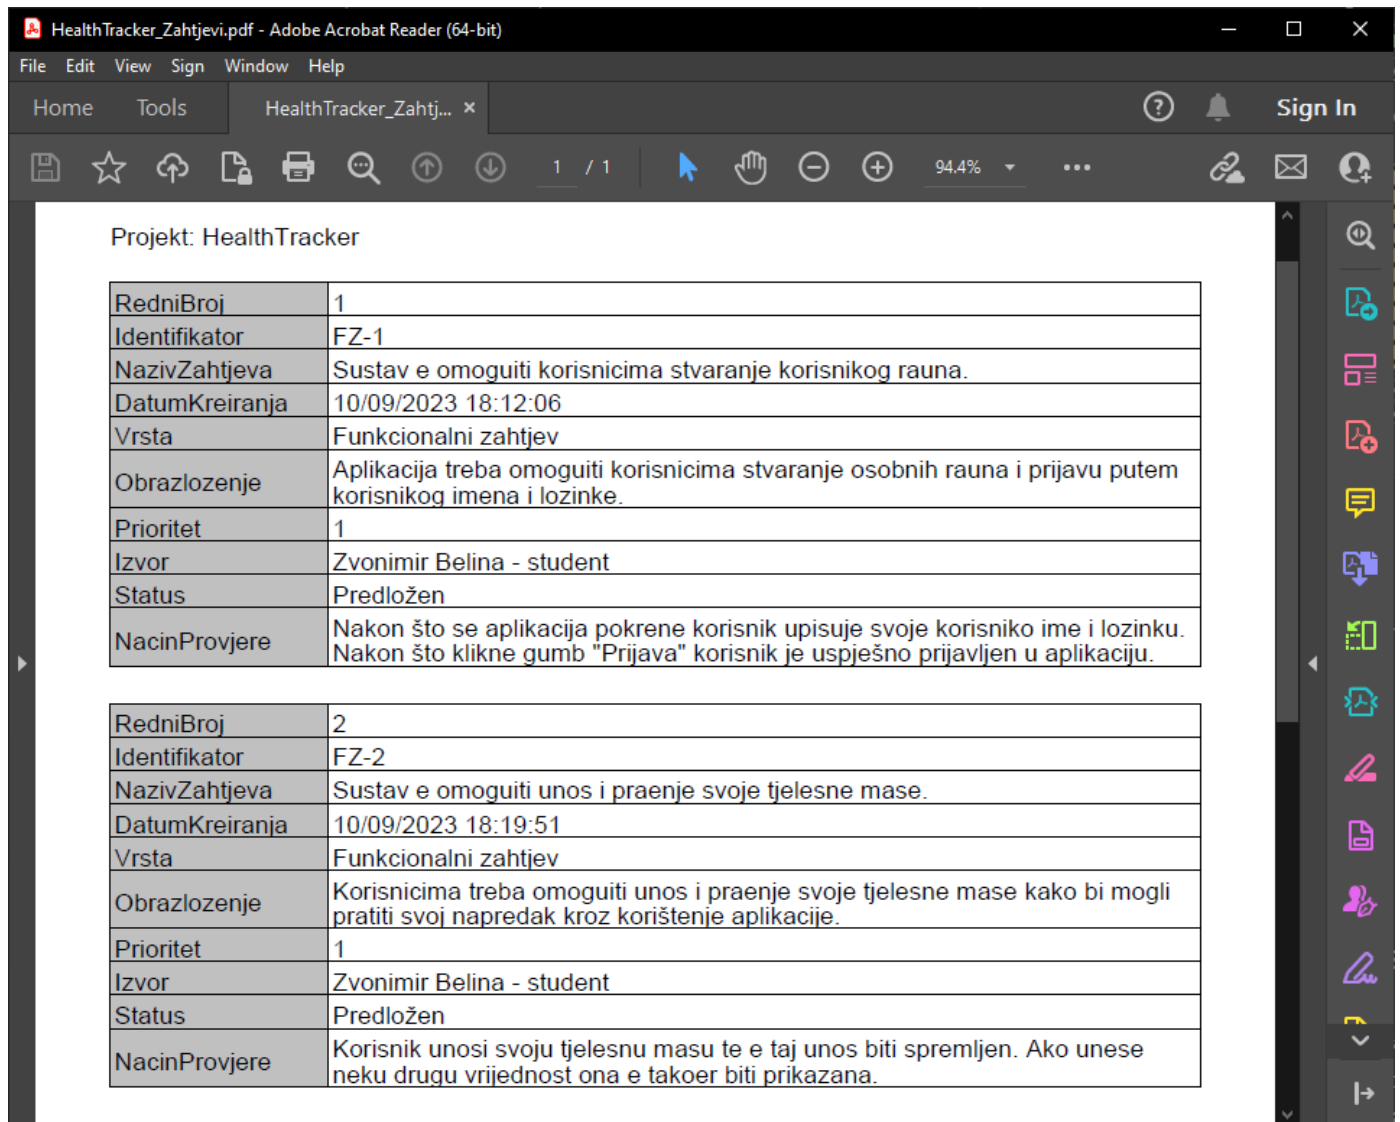 HealthTracker_Zahtjevi.pdf - Adobe Acrobat Reader (64-bit)
File Edit View Sign Window Help
Home Tools HealthTracker_Zahtj... × Sign In
1 / 1 94.4%
Projekt: HealthTracker
RedniBroj 1
Identifikator FZ-1
NazivZahtjeva Sustav e omoguiti korisnicima stvaranje korisnikog rauna.
DatumKreiranja 10/09/2023 18:12:06
Vrsta Funkcionalni zahtjev
Obrazlozenje Aplikacija treba omoguiti korisnicima stvaranje osobnih rauna i prijavu putem
korisnikog imena i lozinke.
Prioritet 1
Izvor Zvonimir Belina - student
Status Predložen
NacinProvjere Nakon što se aplikacija pokrene korisnik upisuje svoje korisniko ime i lozinku.
Nakon što klikne gumb "Prijava" korisnik je uspješno prijavljen u aplikaciju.
RedniBroj 2
Identifikator FZ-2
NazivZahtjeva Sustav e omoguiti unos i praenje svoje tjelesne mase.
DatumKreiranja 10/09/2023 18:19:51
Vrsta Funkcionalni zahtjev
Obrazlozenje Korisnicima treba omoguiti unos i praenje svoje tjelesne mase kako bi mogli
pratiti svoj napredak kroz korištenje aplikacije.
Prioritet 1
Izvor Zvonimir Belina - student
Status Predložen
NacinProvjere Korisnik unosi svoju tjelesnu masu te e taj unos biti spremljen. Ako unese
neku drugu vrijednost ona e takoer biti prikazana.